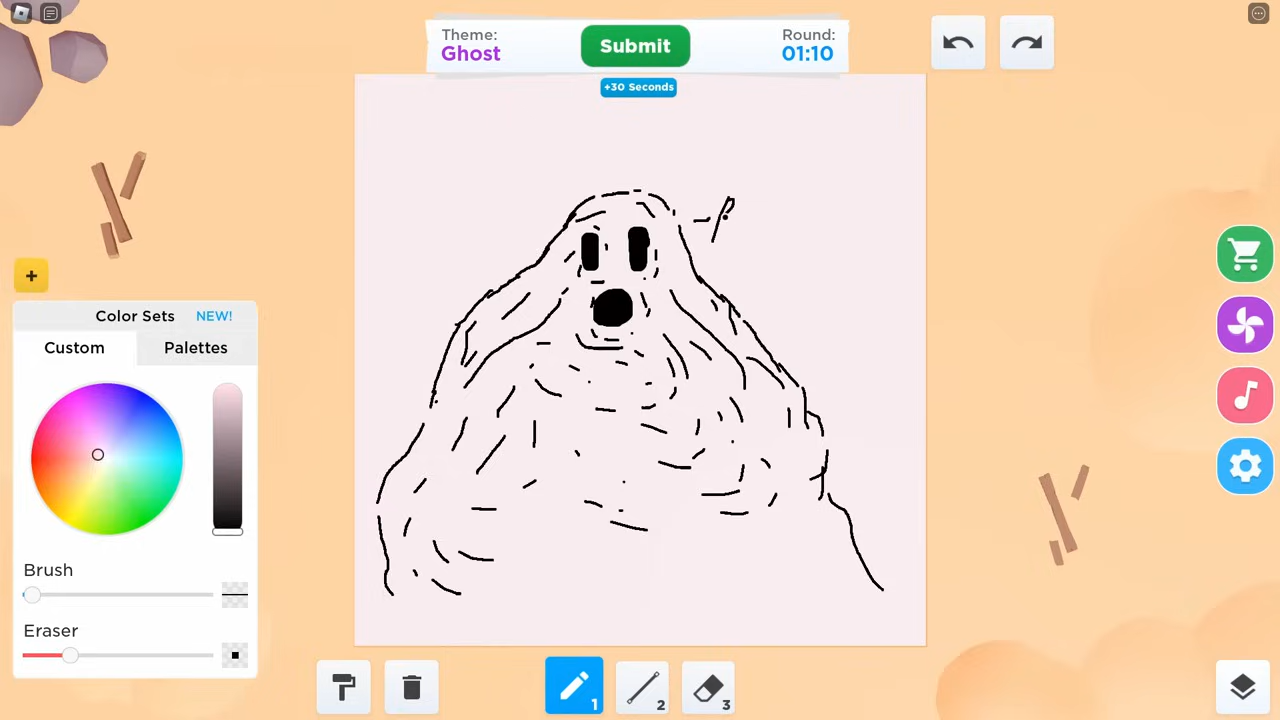 Theme:
Ghost
Submit
Round:
01:10
+30 Seconds
+
Color Sets NEW!
Custom
Palettes
Brush
Eraser
1
2
3